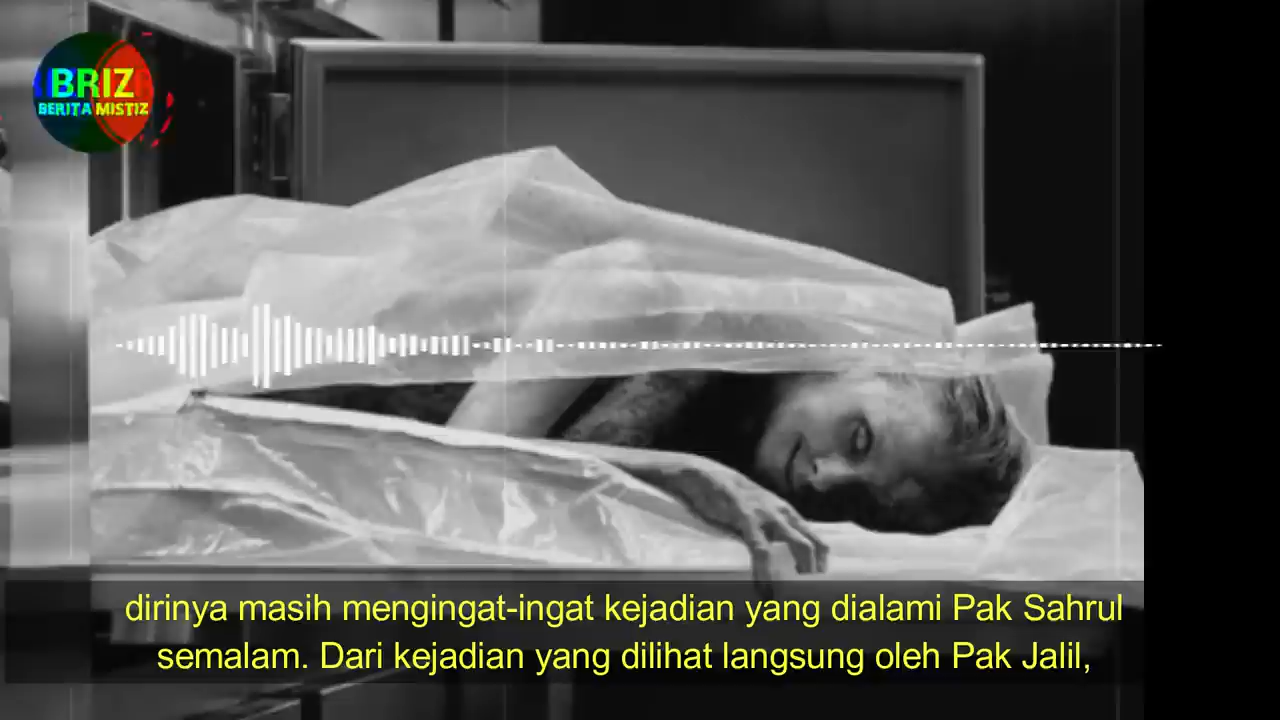 BRIZ
BERITA MISTIZ
dirinya masih mengingat-ingat kejadian yang dialami Pak Sahrul
semalam. Dari kejadian yang dilihat langsung oleh Pak Jalil,